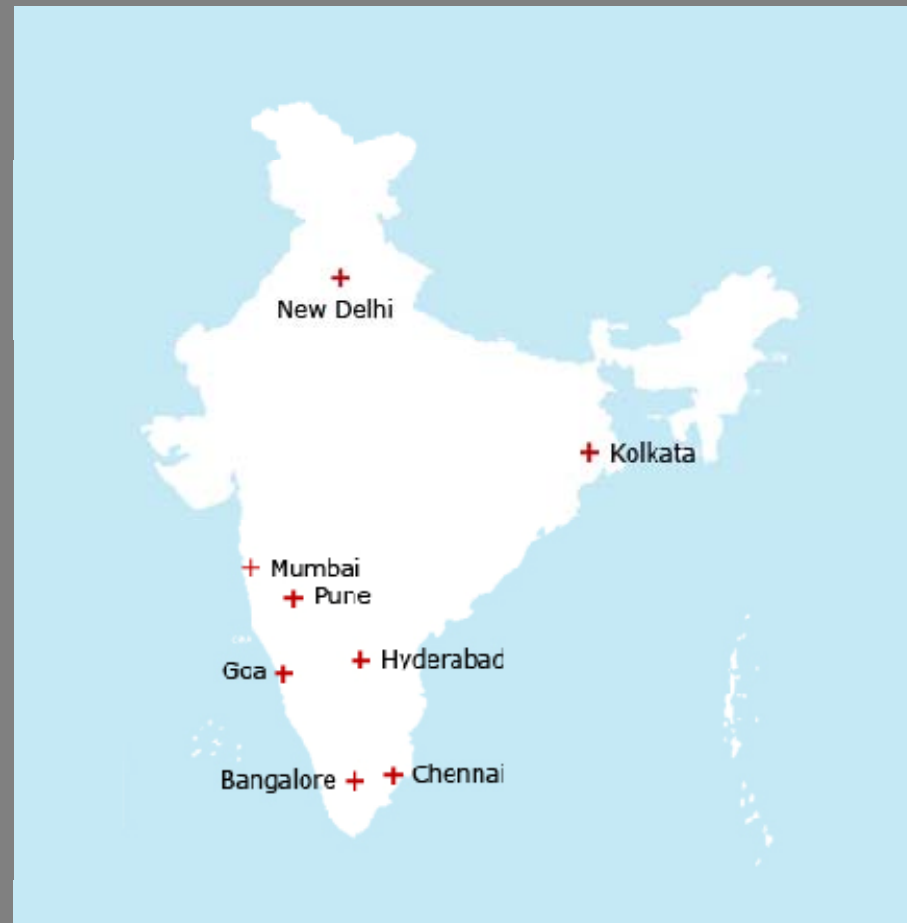 New Delhi
Kolkata
Mumbai
Pune
Hyderabad
Goa
Chennai
Bangalore